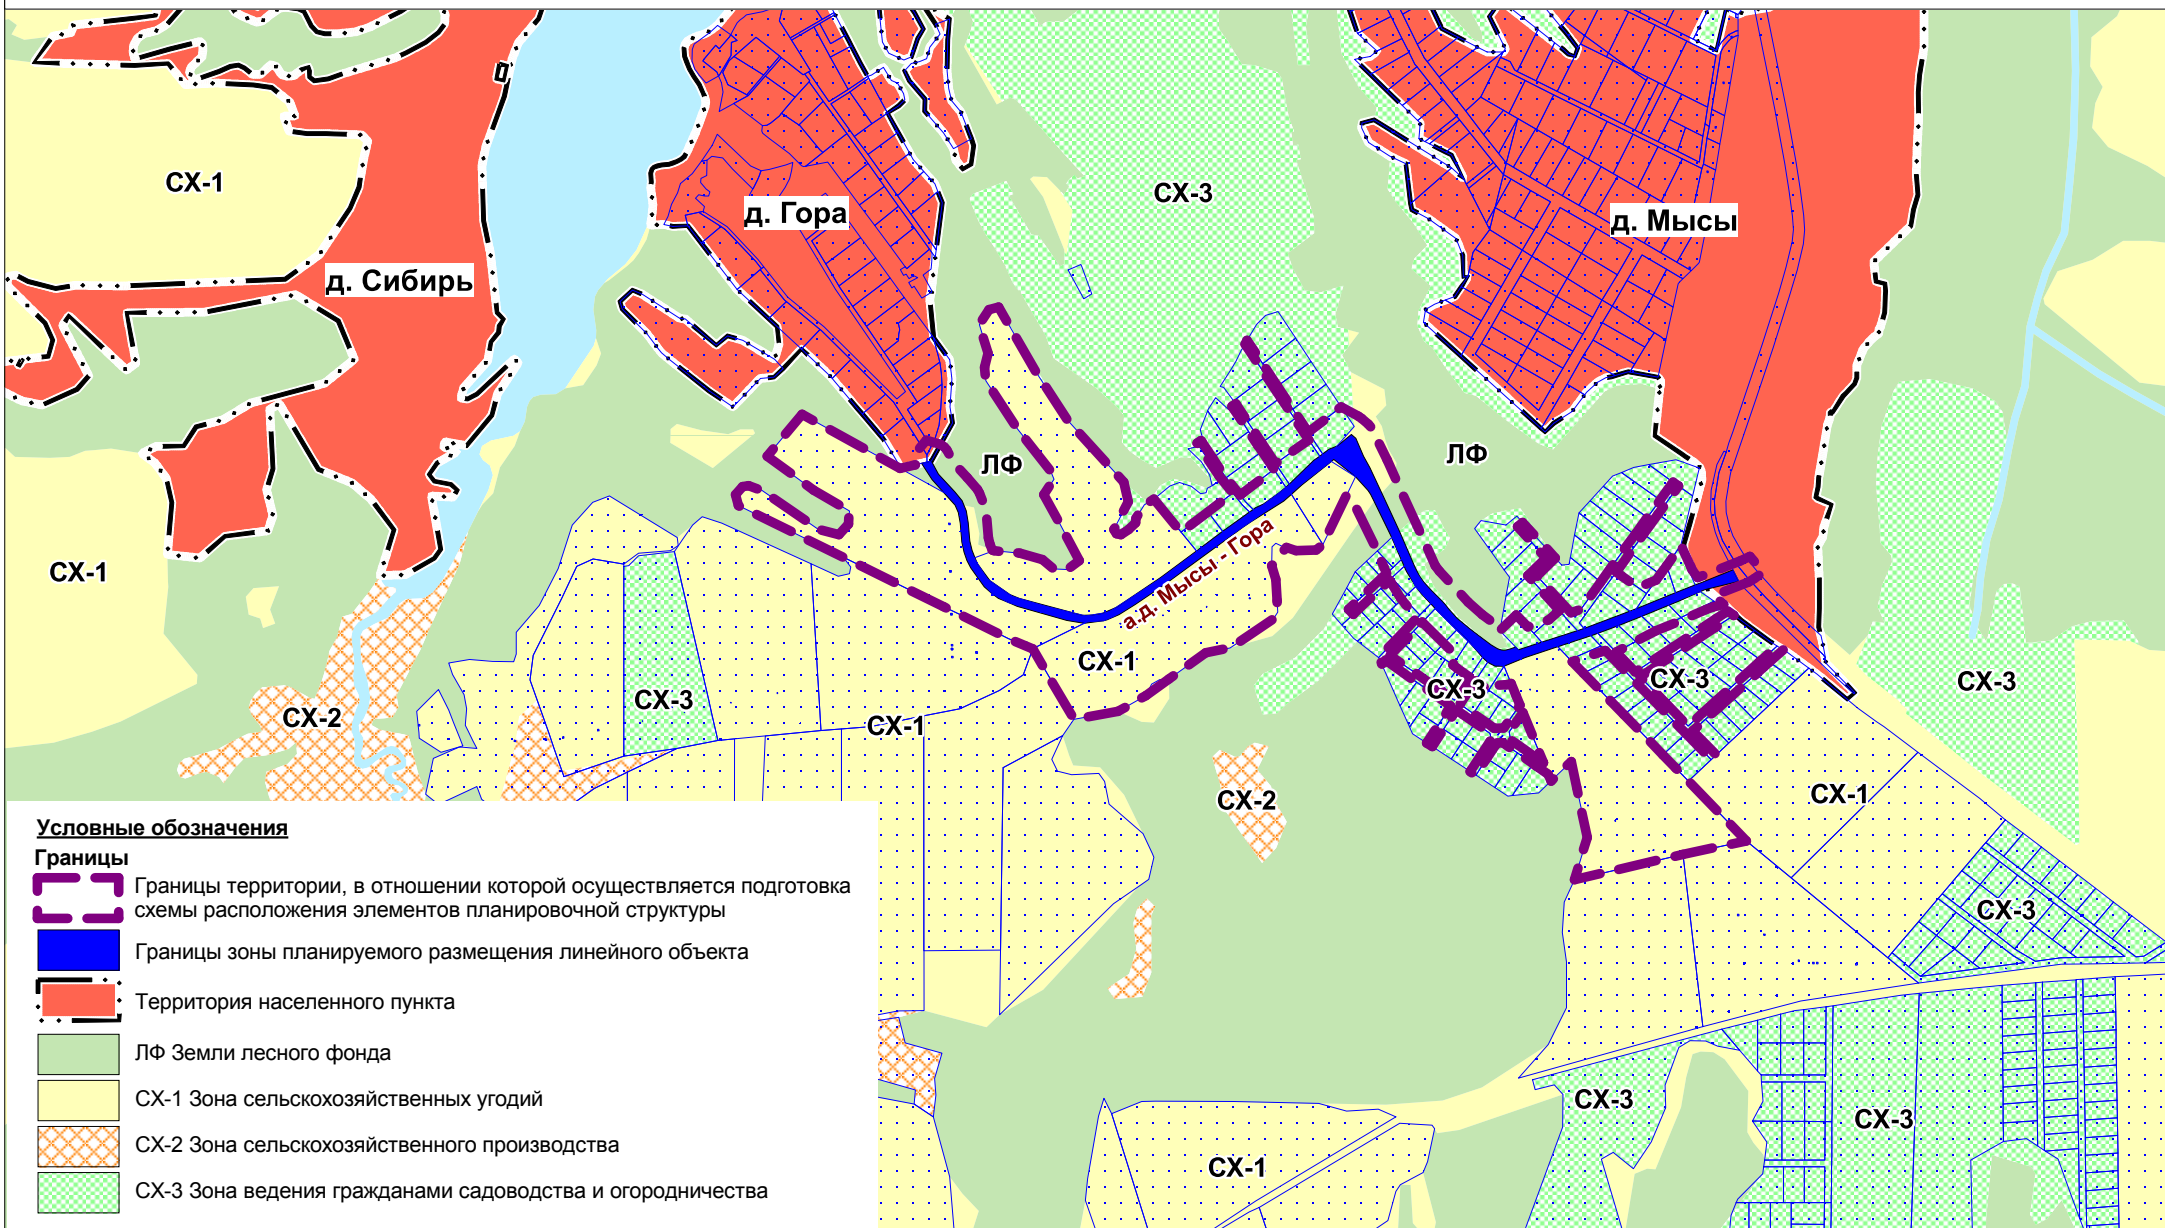 СХ-1
СХ-3
д. Гора
д. Мысы
д. Сибирь
ЛФ
ЛФ
СХ-1
а.д. Мысы - Гора
СХ-1
СХ-3
СХ-3
СХ-3
СХ-3
СХ-2
СХ-1
СХ-2
СХ-1
СХ-3
СХ-3
СХ-3
СХ-1
Условные обозначения
Границы
Границы территории, в отношении которой осуществляется подготовка
схемы расположения элементов планировочной структуры
Границы зоны планируемого размещения линейного объекта
Территория населенного пункта
ЛФ Земли лесного фонда
СХ-1 Зона сельскохозяйственных угодий
СХ-2 Зона сельскохозяйственного производства
СХ-3 Зона ведения гражданами садоводства и огородничества